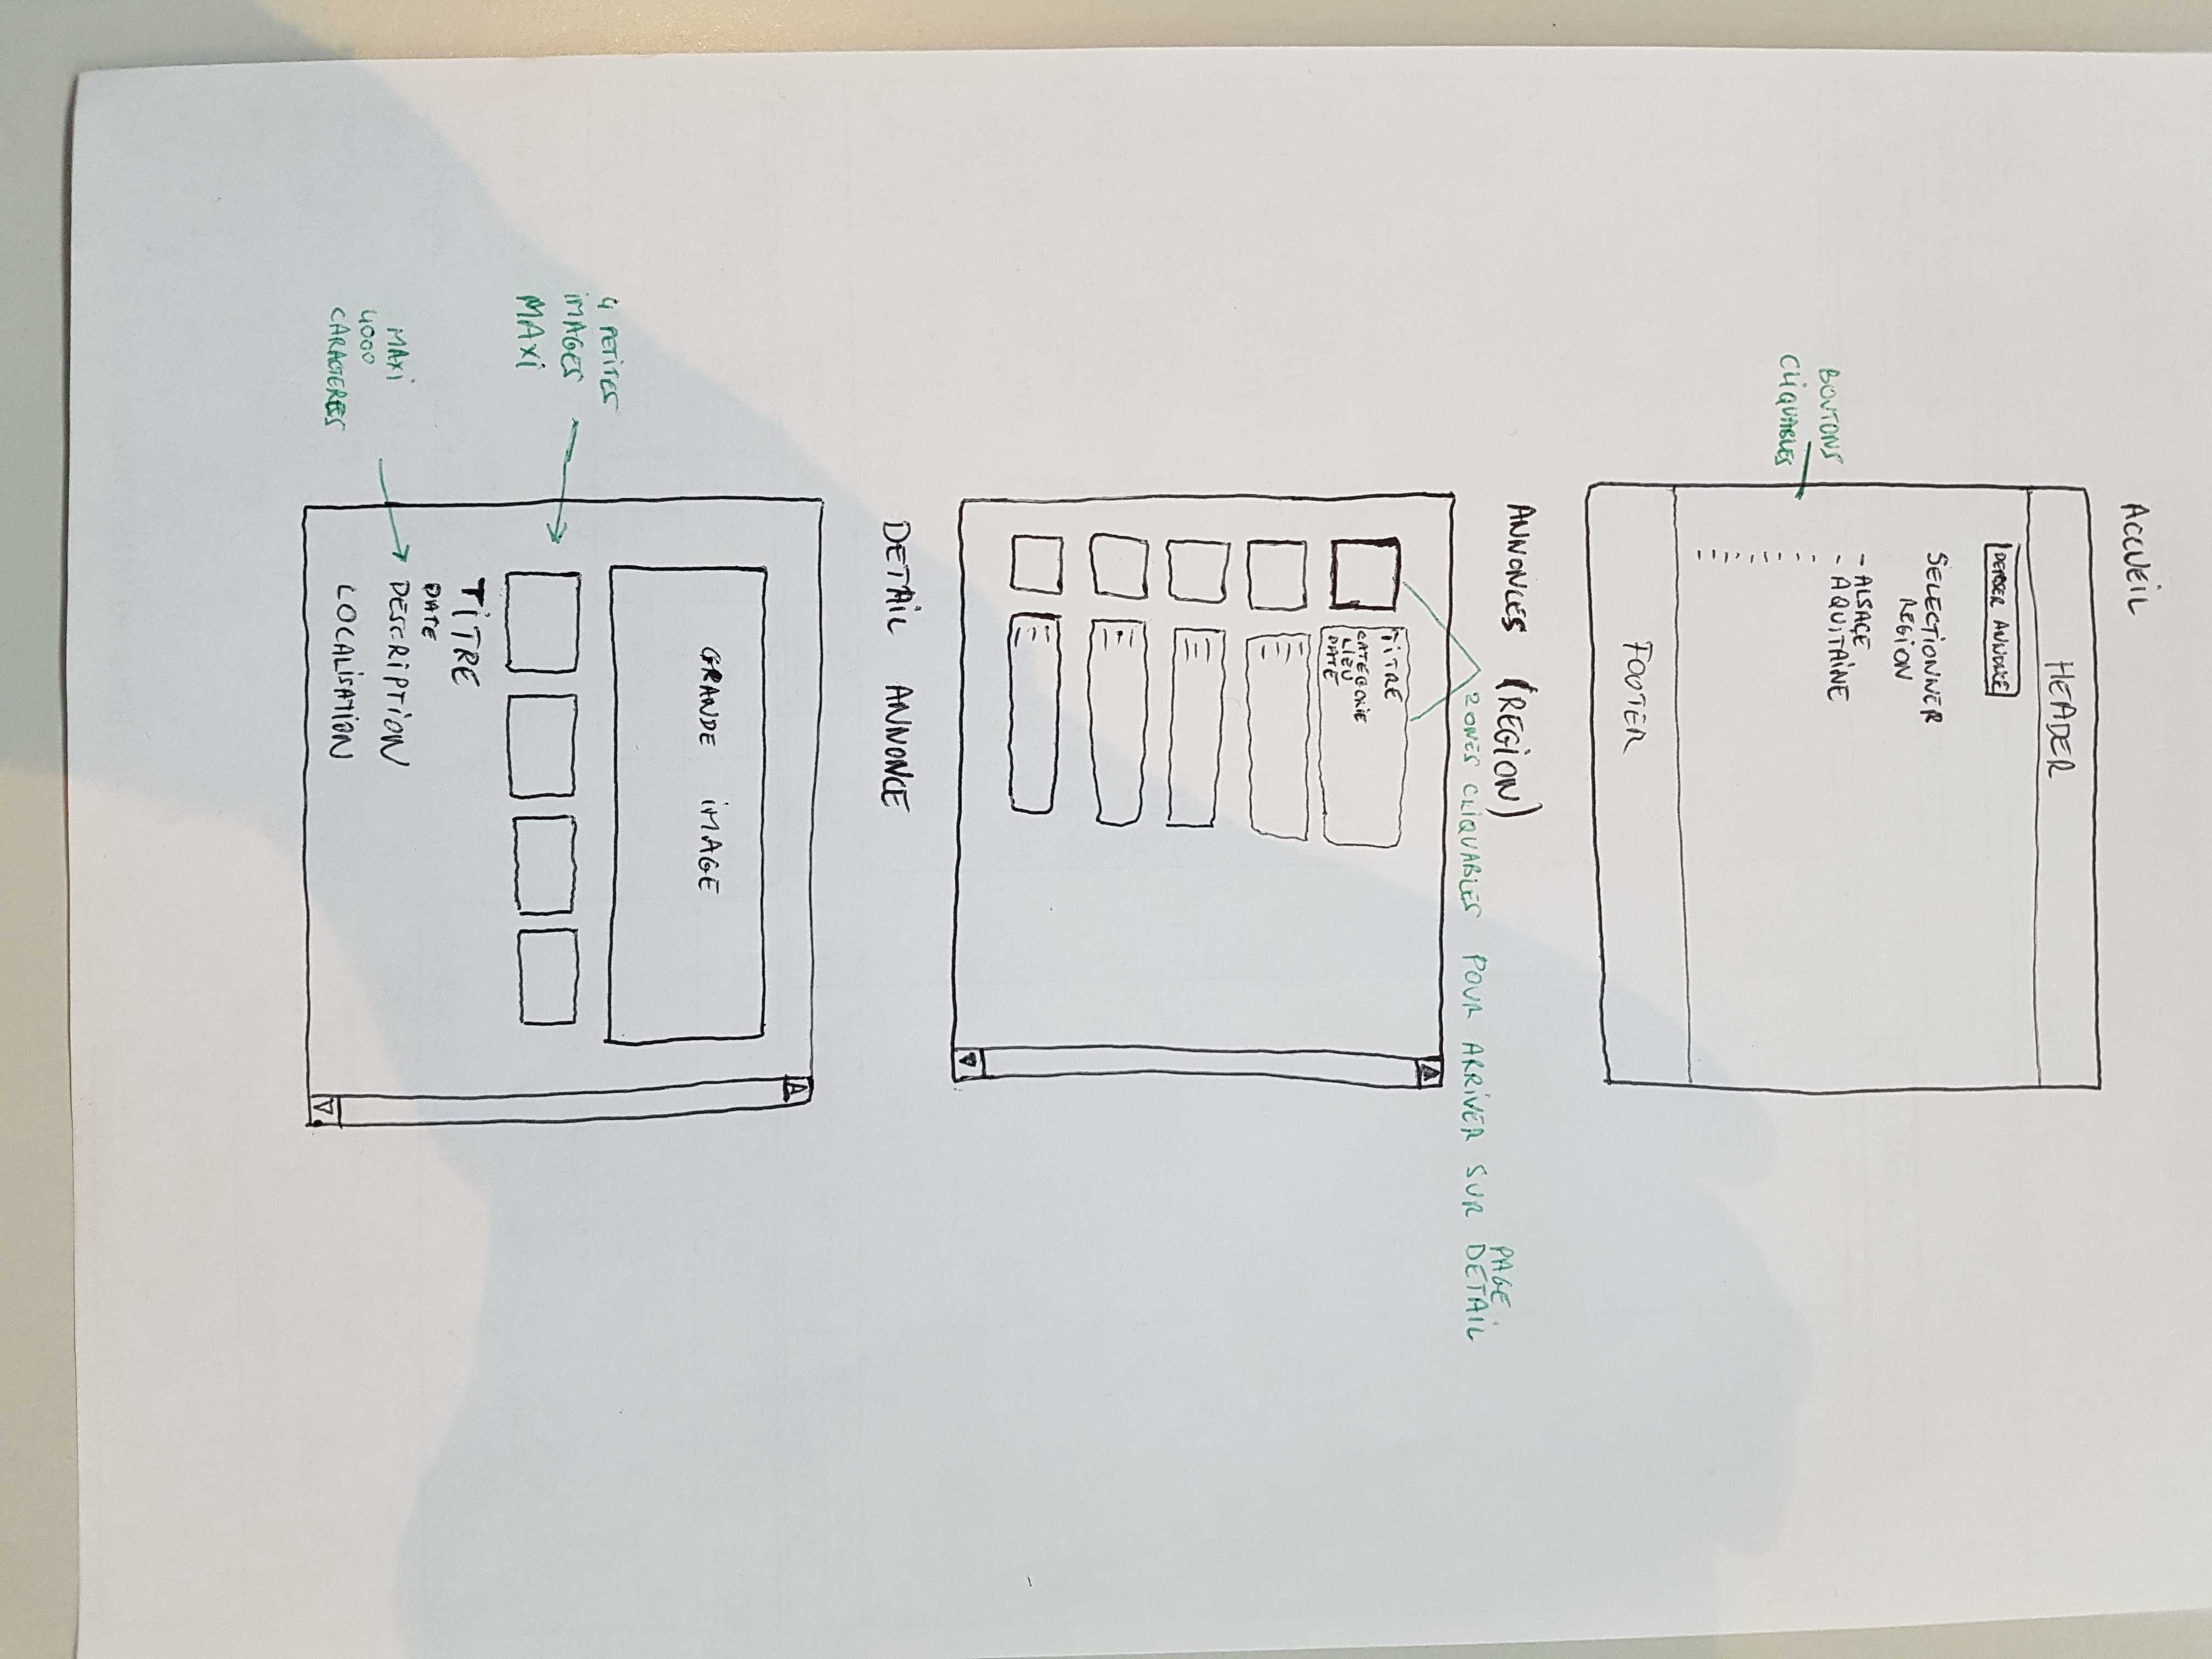 ACCUEIL
HEADER
DEPOSER ANNONCE
SELECTIONNER
REGION
- ALSACE
- AQUITAINE
BOUTONS
CLIQUABLES
FOOTER
ANNONCES (REGION)
PAGE
ZONES CLIQUABLES POUR ARRIVER SUR DETAIL
TITRE
CATEGORIE
LIEU
DATE
DETAIL ANNONCE
GRANDE IMAGE
4 PETITES
IMAGES
MAXI
TITRE
DATE
MAXI
4000
CARACTERES
DESCRIPTION
LOCALISATION